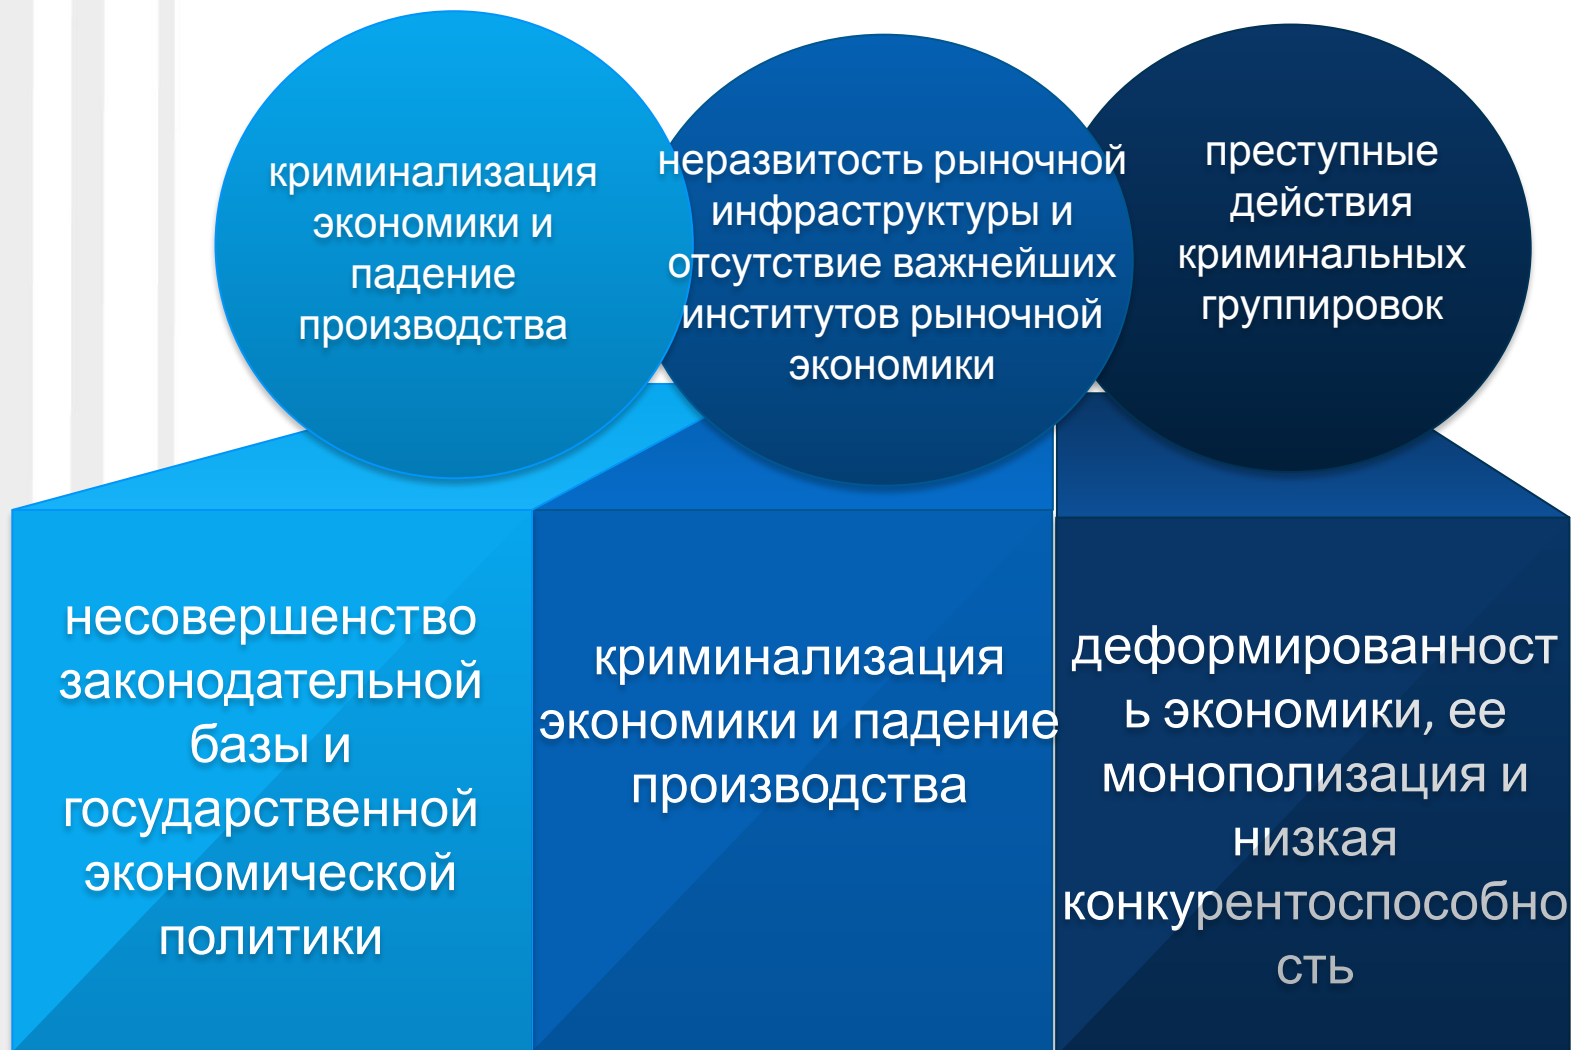 криминализация
экономики и
падение
производства
неразвитость рыночной
инфраструктуры и
отсутствие важнейших
институтов рыночной
экономики
преступные
действия
криминальных
группировок
несовершенство
законодательной
базы и
государственной
экономической
политики
криминализация
экономики и падение
производства
деформированност
ь экономики, ее
монополизация и
низкая
конкурентоспособно
сть